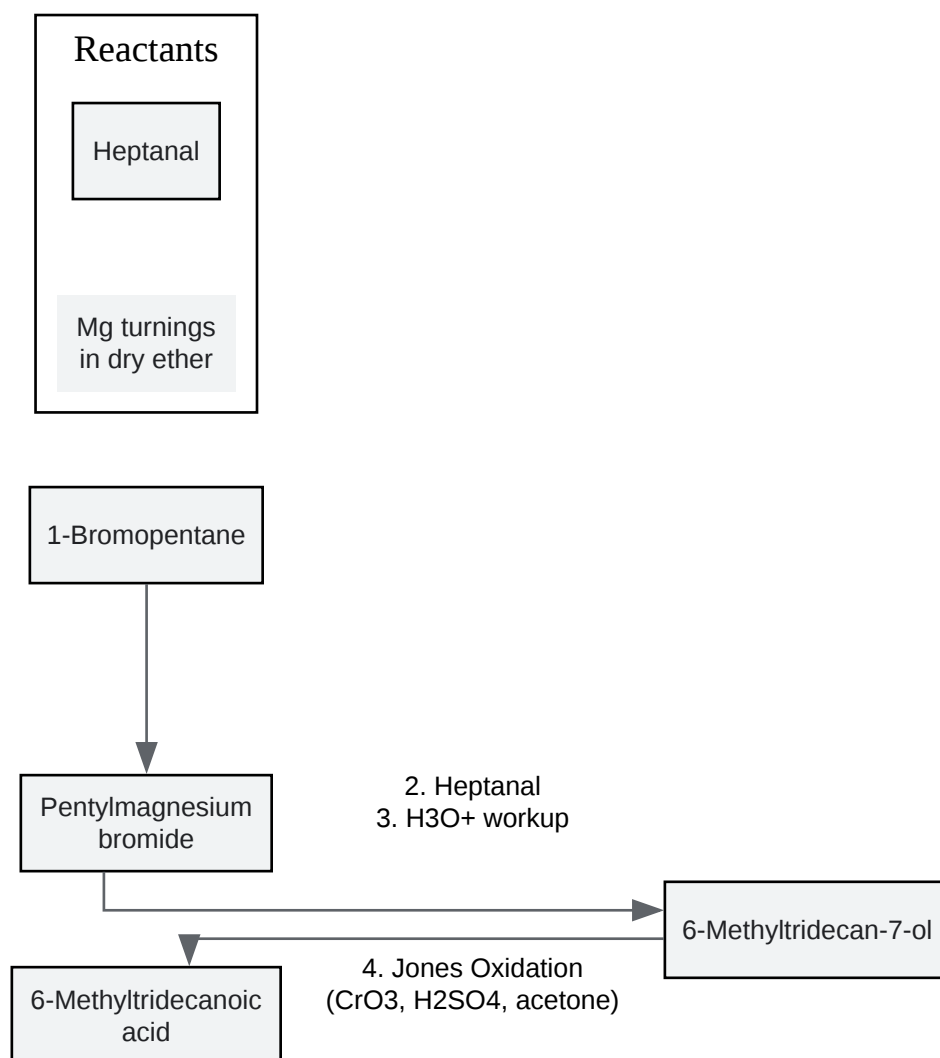 Reactants
Heptanal
Mg turnings
in dry ether
1-Bromopentane
Pentylmagnesium
bromide
2. Heptanal
3. H3O+ workup
6-Methyltridecan-7-ol
4. Jones Oxidation
(CrO3, H2SO4, acetone)
6-Methyltridecanoic
acid